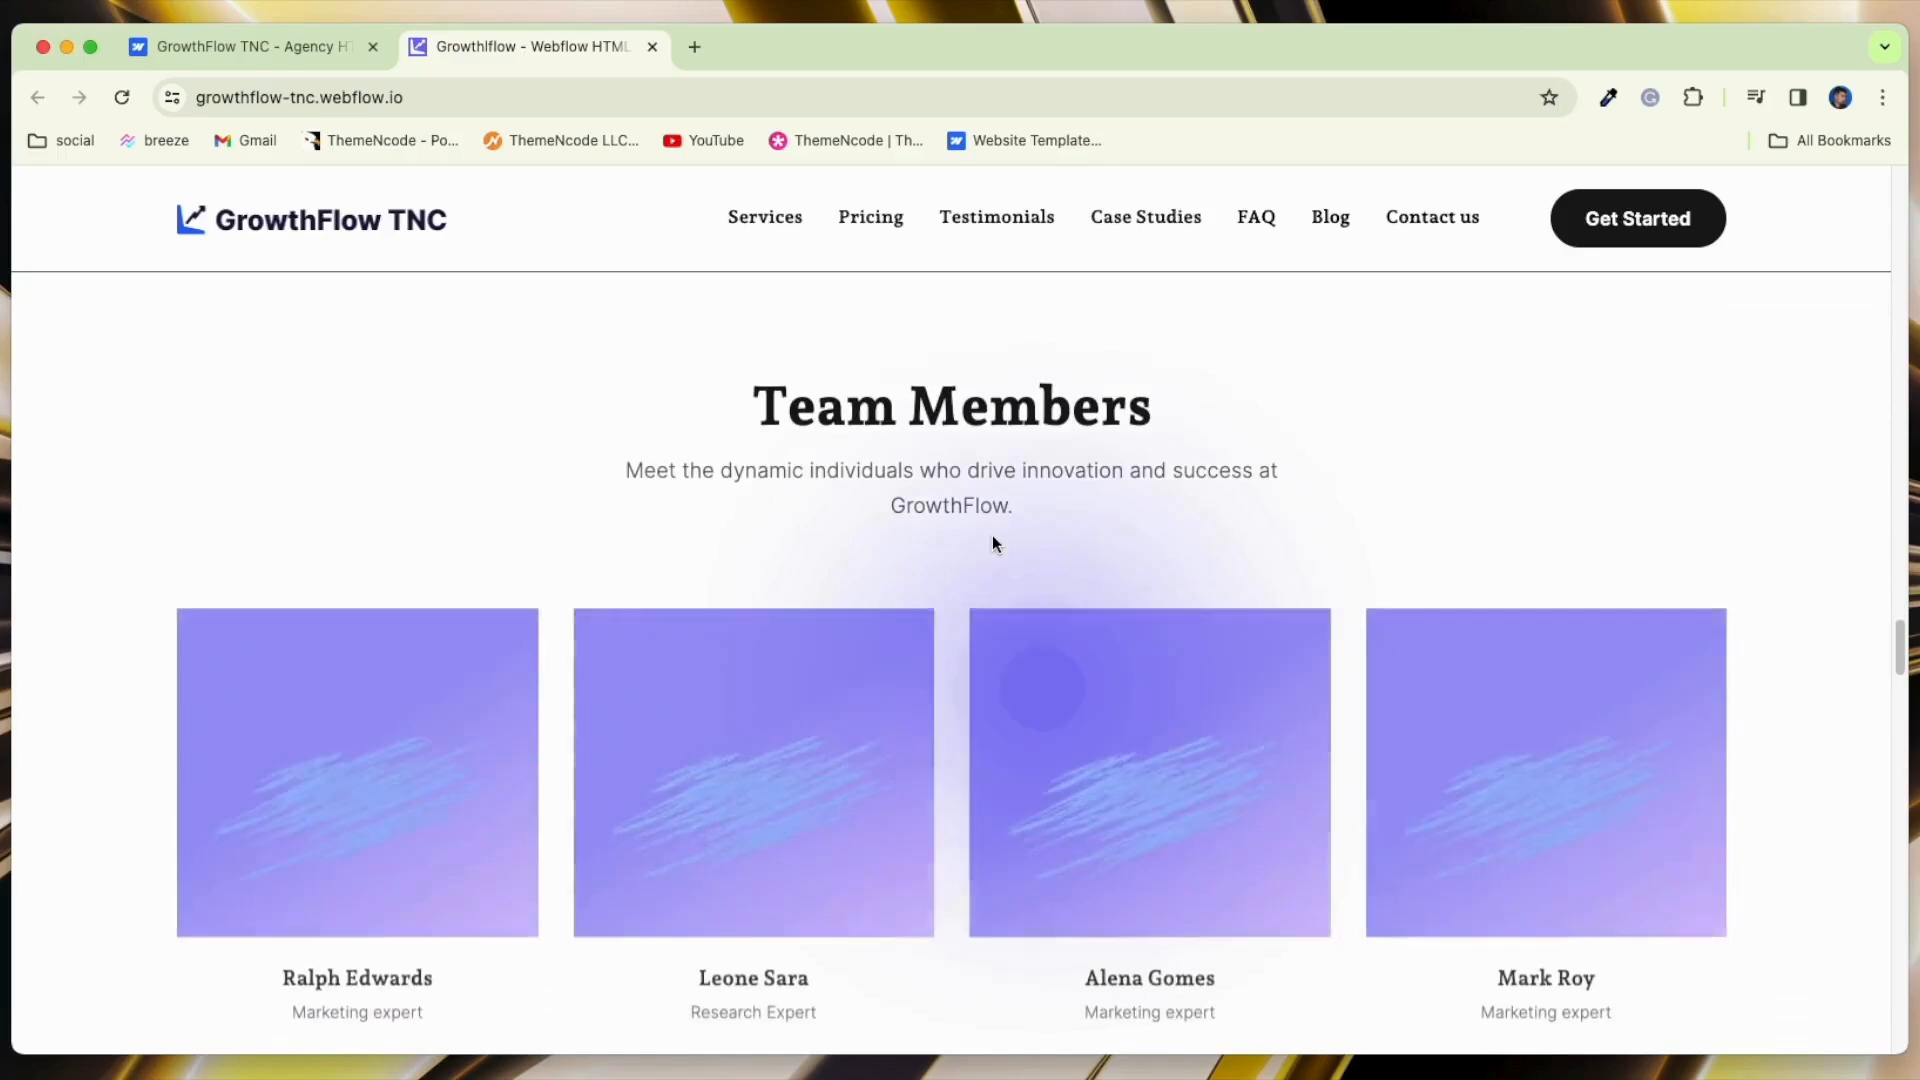 GrowthFlow TNC - Agency HT
Growthlflow - Webflow HTML
growthflow-tnc.webflow.io
social
breeze
Gmail
ThemeNcode - Po...
ThemeNcode LLC...
YouTube
ThemeNcode | Th...
Website Template...
All Bookmarks
GrowthFlow TNC
Services
Pricing
Testimonials
Case Studies
FAQ
Blog
Contact us
Get Started
Team Members
Meet the dynamic individuals who drive innovation and success at
GrowthFlow.
Ralph Edwards
Marketing expert
Leone Sara
Research Expert
Alena Gomes
Marketing expert
Mark Roy
Marketing expert